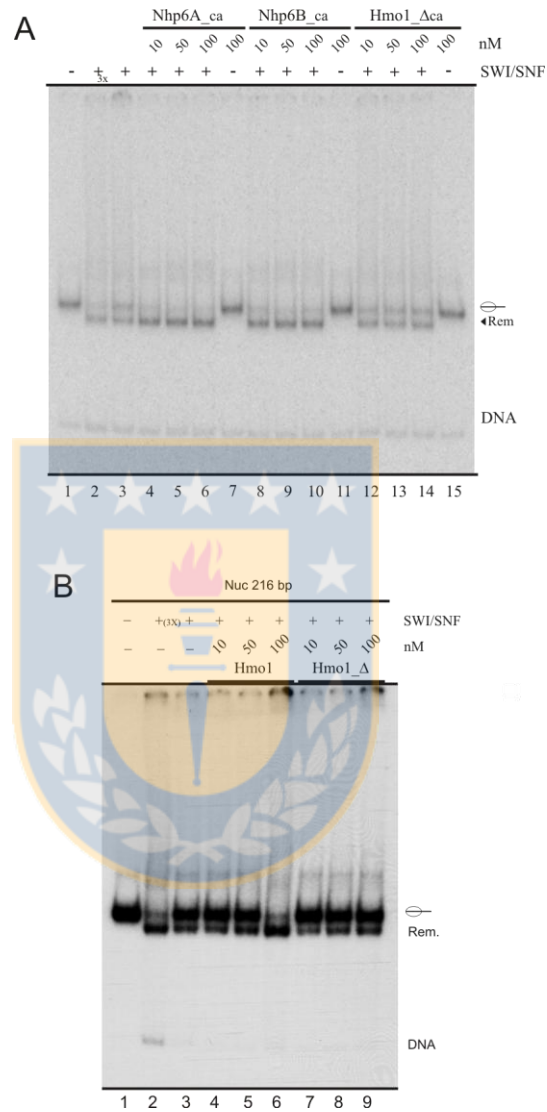 A
Nhp6A_ca Nhp6B_ca Hmo1_Δca
10 50 100 100 10 50 100 100 10 50 100 100 nM
- + + + + + - + + + - + + + - SWI/SNF
3x
Rem
DNA
1 2 3 4 5 6 7 8 9 10 11 12 13 14 15
B
Nuc 216 bp
– +(3X) + + + + + + + SWI/SNF
– – – 10 50 100 10 50 100 nM
Hmo1 Hmo1_Δ
Rem.
DNA
1 2 3 4 5 6 7 8 9